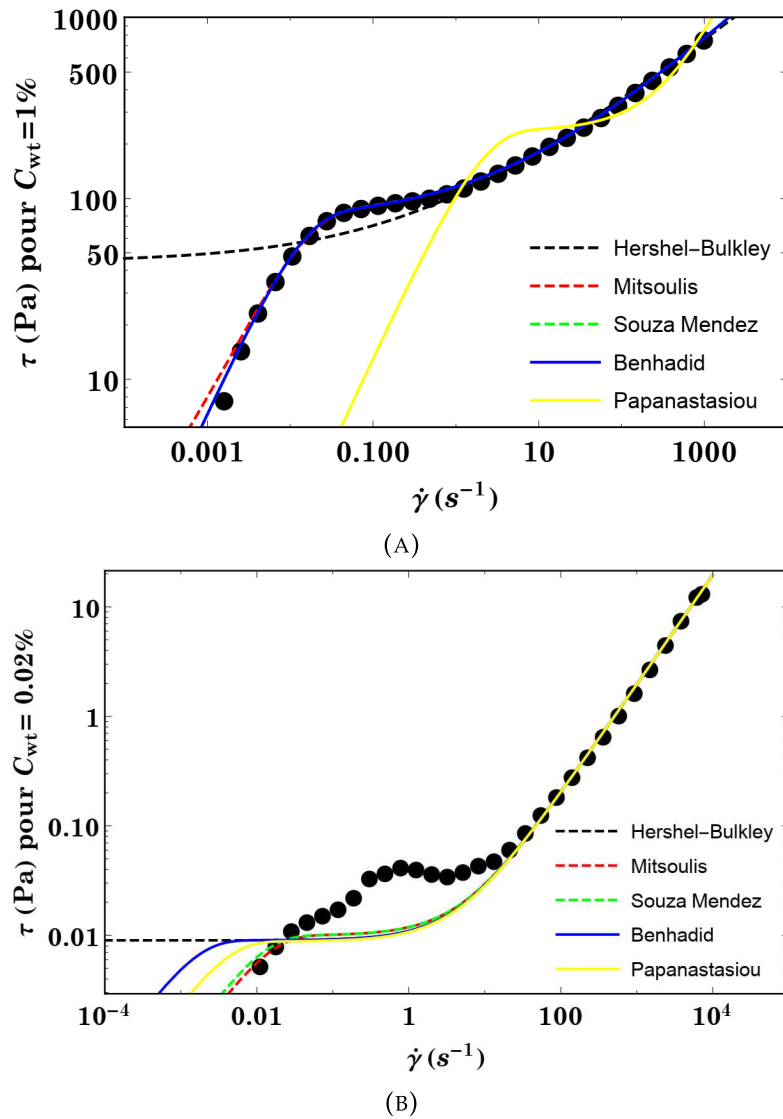 1000
500
100
50
10
τ (Pa) pour C_wt=1%
Hershel–Bulkley
Mitsoulis
Souza Mendez
Benhadid
Papanastasiou
0.001 0.100 10 1000
γ̇ (s⁻¹)
(A)
10
1
0.10
0.01
τ (Pa) pour C_wt= 0.02%
Hershel–Bulkley
Mitsoulis
Souza Mendez
Benhadid
Papanastasiou
10⁻⁴ 0.01 1 100 10⁴
γ̇ (s⁻¹)
(B)